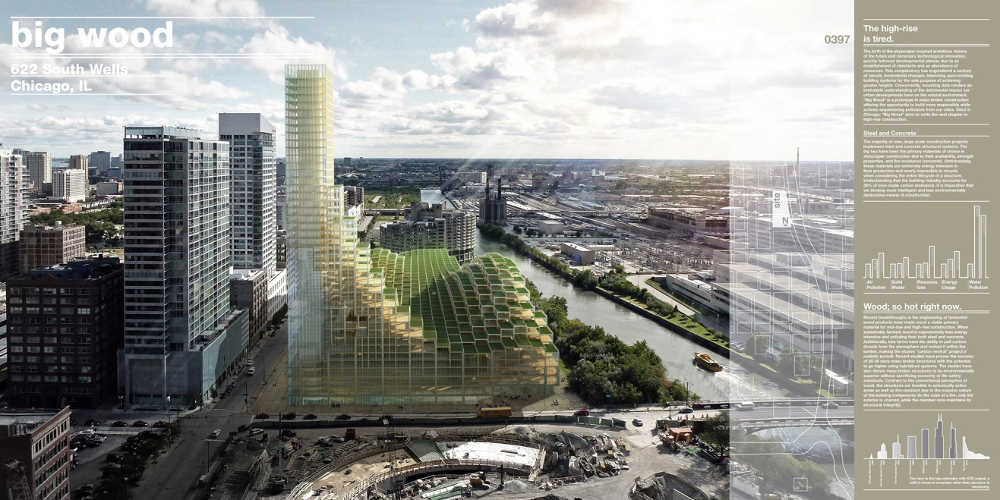 big wood
622 South Wells
Chicago, IL
0397
site
N
The high-rise
is tired.
The birth of the skyscraper inspired ambitious visions
of the future and necessary technological innovation,
quickly followed developmental plateau due to an
establishment of standards and an abundance of
resources. This complacency has engendered a century
of minute, incremental changes, improving upon existing
building systems for the sole purpose of achieving
greater heights. Concurrently, mounting data renders an
irrefutable understanding of the detrimental impact our
urban developments have on the natural environment.
"Big Wood" is a prototype in mass timber construction
offering the opportunity to build more responsibly while
actively sequestering pollutants from our cities. Sited in
Chicago; "Big Wood" aims to write the next chapter in
high-rise construction.
Steel and Concrete
The majority of new, large-scale construction projects
implement steel and concrete structural systems. The
big two have been the primary materials of choice in
skyscraper construction due to their availability, strength
properties, and fire resistance (concrete). Unfortunately,
these materials are extremely energy intensive in
their production and nearly impossible to recycle
when considering the entire lifecycle of a structure.
Understanding that the building industry accounts for
39% of man-made carbon emissions, it is imperative that
we develop more intelligent and less environmentally
destructive means of construction.
Air Pollution
Solid Waste
Resource Use
Energy Usage
Water Pollution
Wood; so hot right now.
Recent breakthroughs in the engineering of laminated
wood products have made wood a viable primary
material for mid-rise and high-rise construction. When
sustainably farmed, wood is exponentially less energy
intensive and polluting than both steel and concrete.
Additionally, tree farms have the ability to pull carbon
dioxide from the atmosphere and embed it within the
lumber, making the elusive "carbon neutral" project a
realistic pursuit. Recent studies have proven the success
of 20-30 story mass timber structures with the potential
to go higher using hybridized systems. The studies have
also shown mass timber structures to be environmentally
superior without sacrificing economy or life-safety
standards. Contrary to the conventional perception of
wood, the structures are feasible in seismically active
areas as well as fire-resistant due to the massive nature
of the building components (in the case of a fire, only the
exterior is charred, while the member core maintains its
structural integrity).
The race to the top coincides with CO2 output, a
shift in focus to a number other than elevation is
necessary.